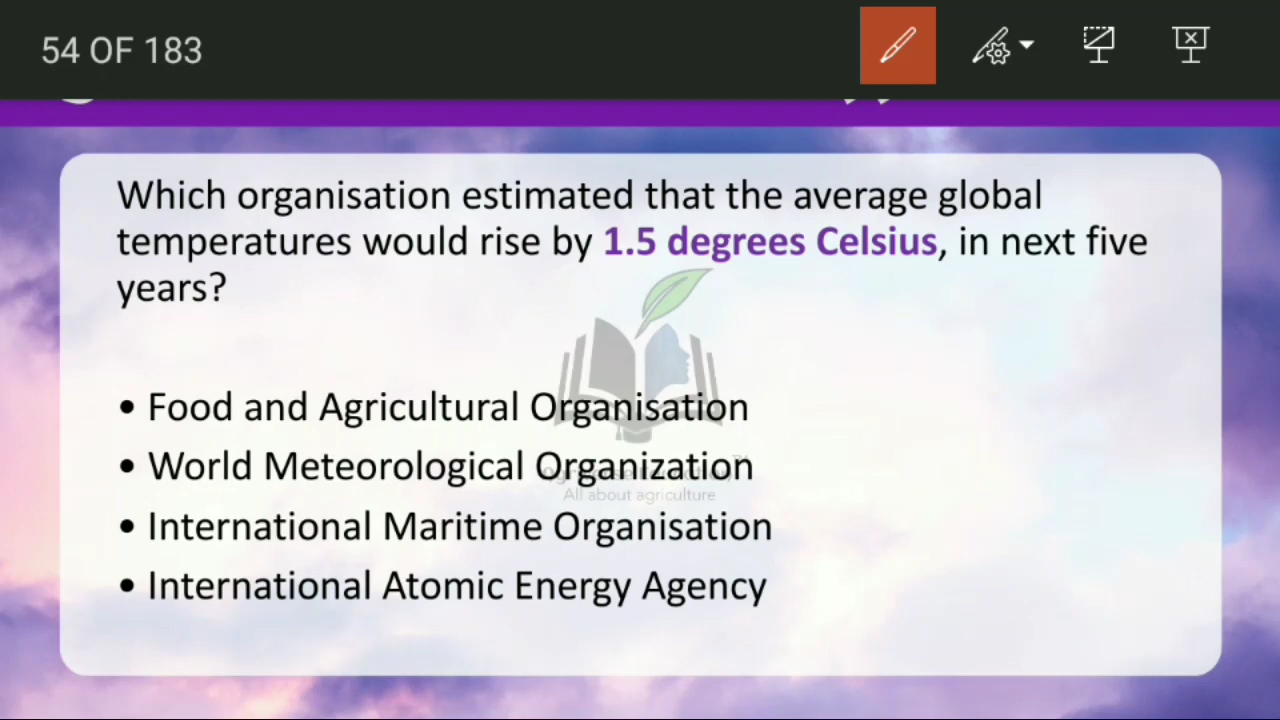 54 OF 183
Which organisation estimated that the average global
temperatures would rise by 1.5 degrees Celsius, in next five
years?
• Food and Agricultural Organisation
• World Meteorological Organization
All about agriculture
• International Maritime Organisation
• International Atomic Energy Agency